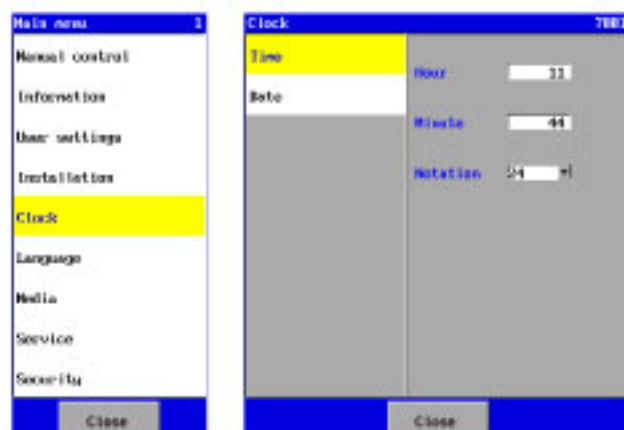 Main menu 1
Manual control
Information
User settings
Installation
Clock
Language
Media
Service
Security
Close
Clock
Time
Date
Hour 11
Minute 44
Notation 24
Close